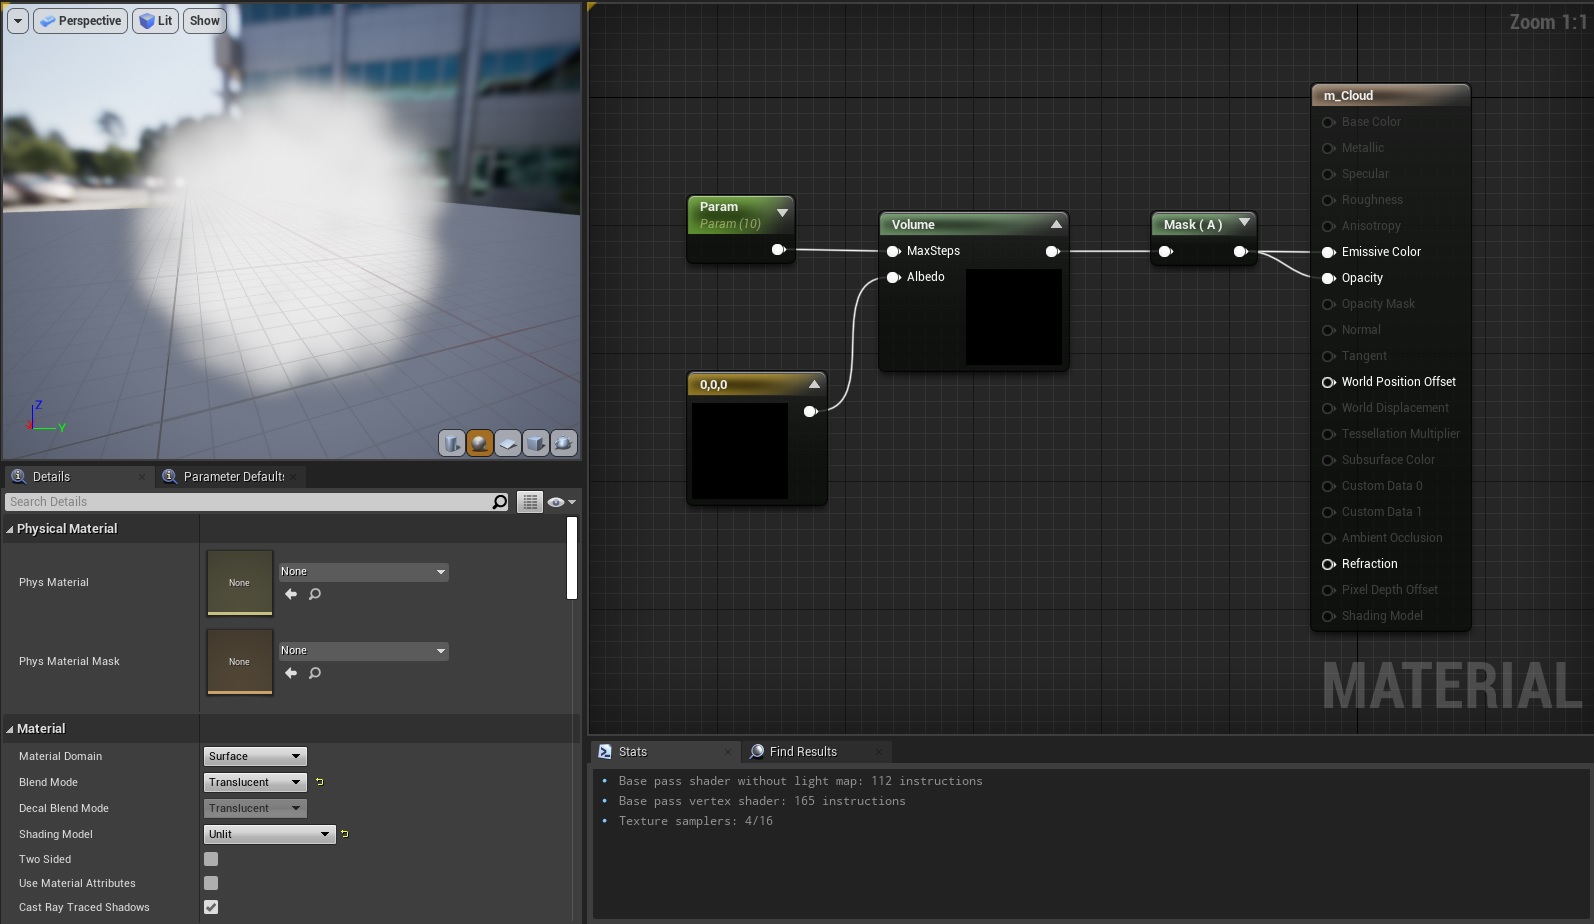 Perspective
Lit
Show
Z
Y
Details
Parameter Defaults
Search Details
Physical Material
Phys Material
None
None
Phys Material Mask
None
None
Material
Material Domain
Surface
Blend Mode
Translucent
Decal Blend Mode
Translucent
Shading Model
Unlit
Two Sided
Use Material Attributes
Cast Ray Traced Shadows
Zoom 1:1
Param
Param (10)
0,0,0
Volume
MaxSteps
Albedo
Mask ( A )
m_Cloud
Base Color
Metallic
Specular
Roughness
Anisotropy
Emissive Color
Opacity
Opacity Mask
Normal
Tangent
World Position Offset
World Displacement
Tessellation Multiplier
Subsurface Color
Custom Data 0
Custom Data 1
Ambient Occlusion
Refraction
Pixel Depth Offset
Shading Model
MATERIAL
Stats
Find Results
Base pass shader without light map: 112 instructions
Base pass vertex shader: 165 instructions
Texture samplers: 4/16